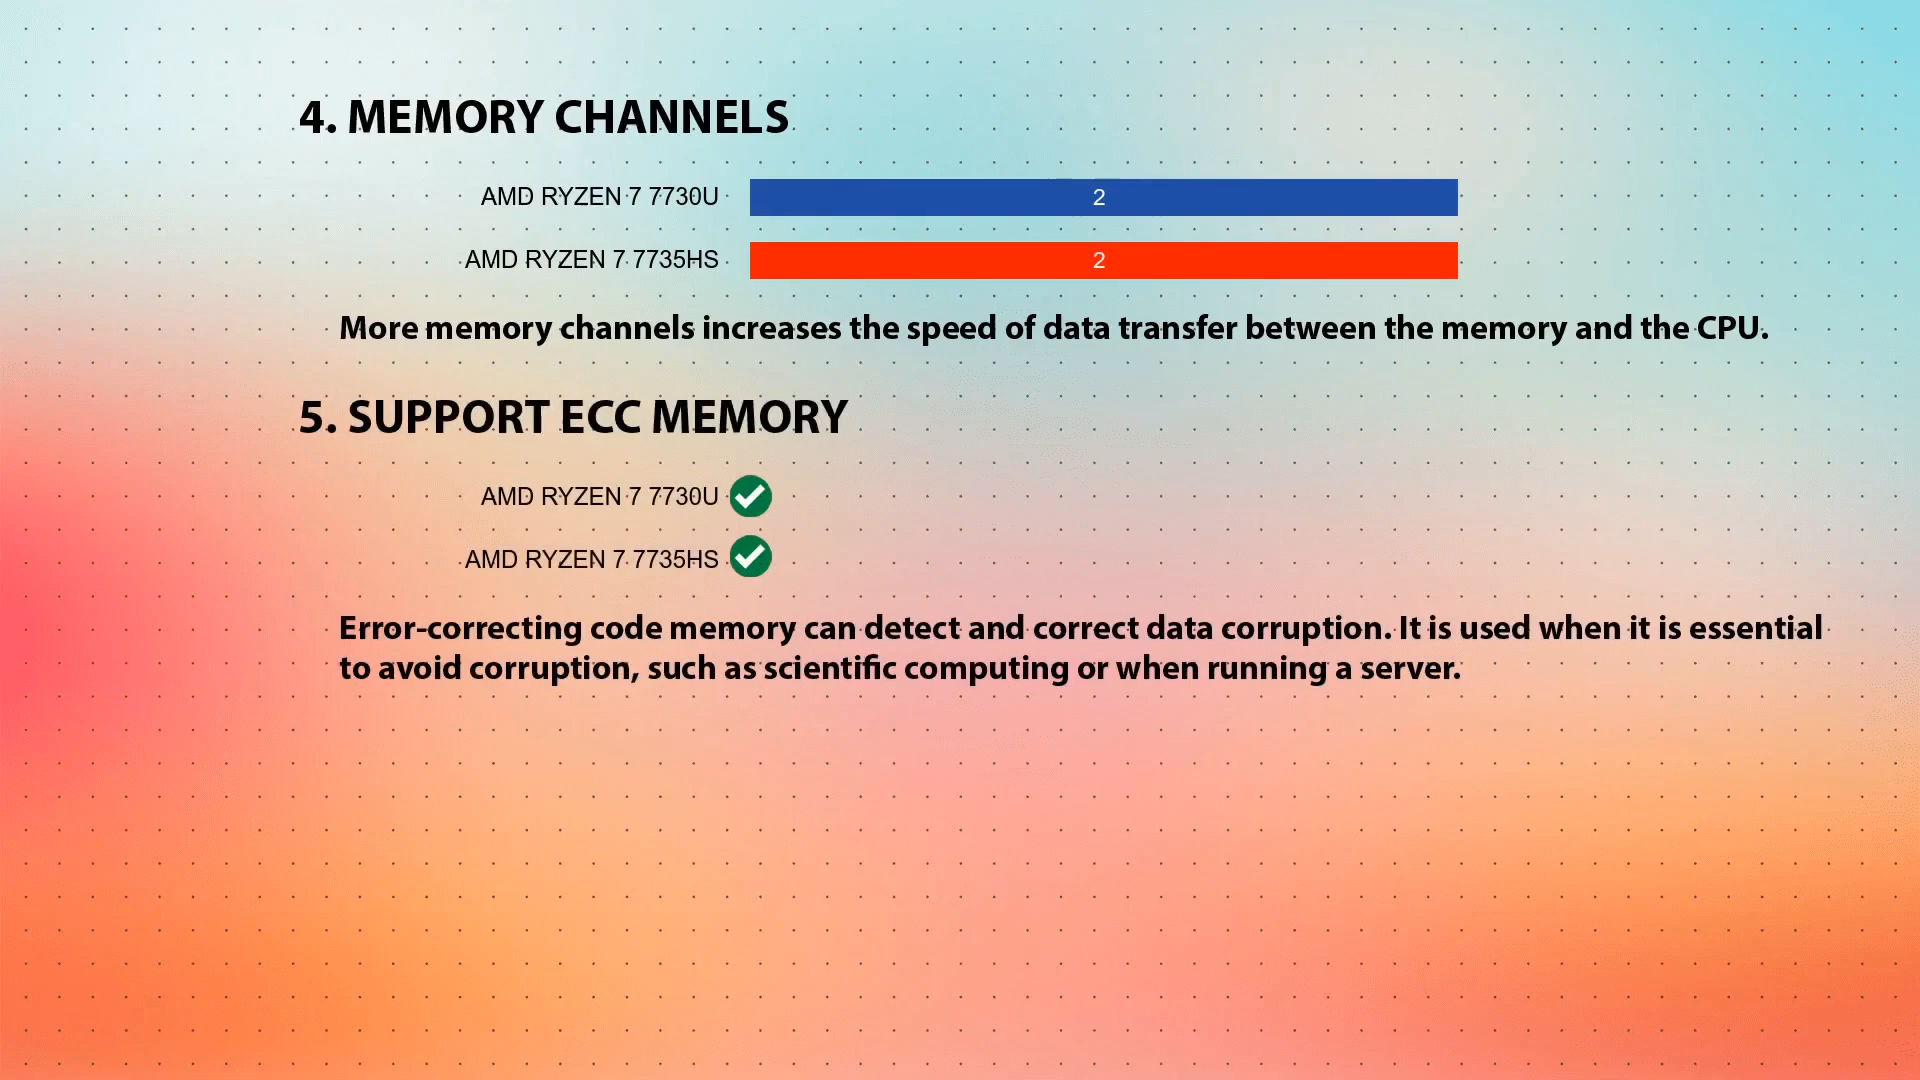 4. MEMORY CHANNELS
AMD RYZEN 7 7730U
2
AMD RYZEN 7 7735HS
2
More memory channels increases the speed of data transfer between the memory and the CPU.
5. SUPPORT ECC MEMORY
AMD RYZEN 7 7730U
AMD RYZEN 7 7735HS
Error-correcting code memory can detect and correct data corruption. It is used when it is essential
to avoid corruption, such as scientific computing or when running a server.